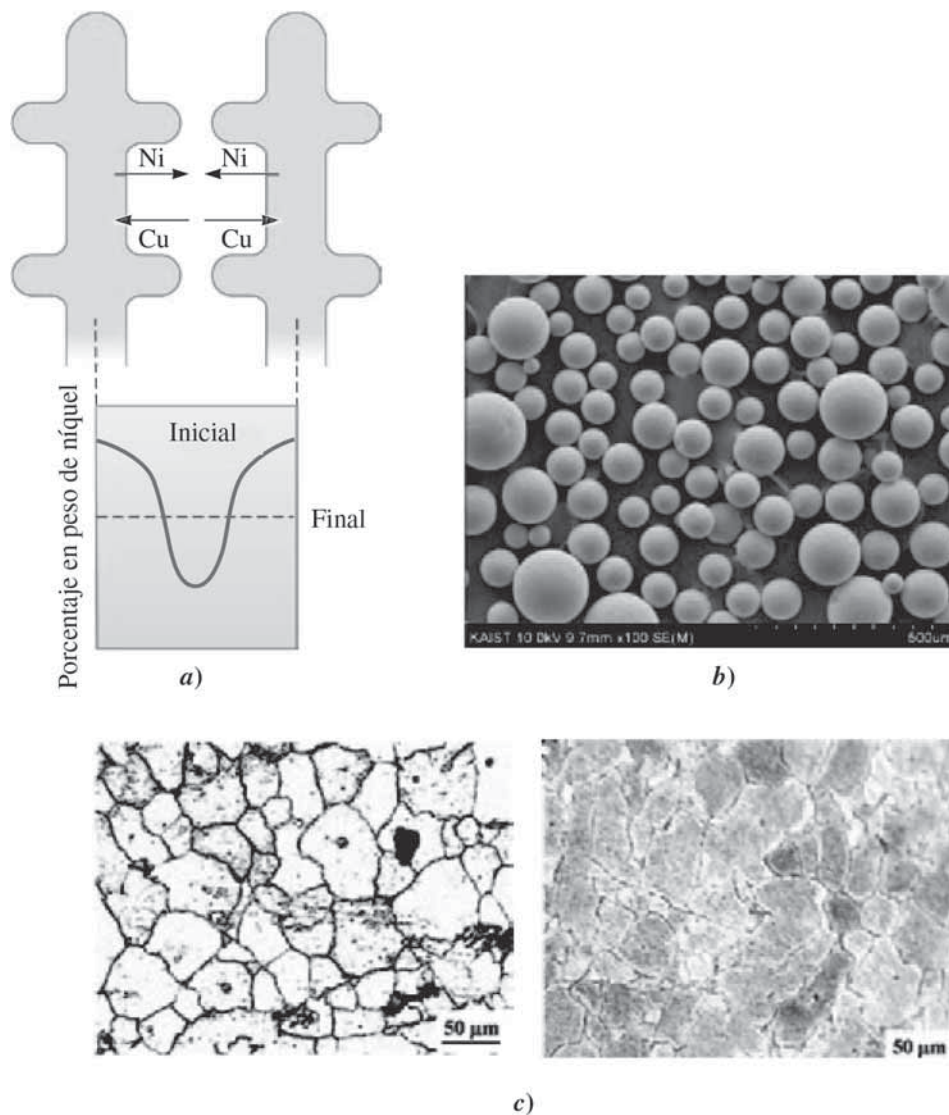 Ni
Ni
Cu
Cu
Porcentaje en peso de níquel
Inicial
Final
a)
KAIST 10.0kV 9.7mm x100 SE(M)
500um
b)
50 µm
50 µm
c)